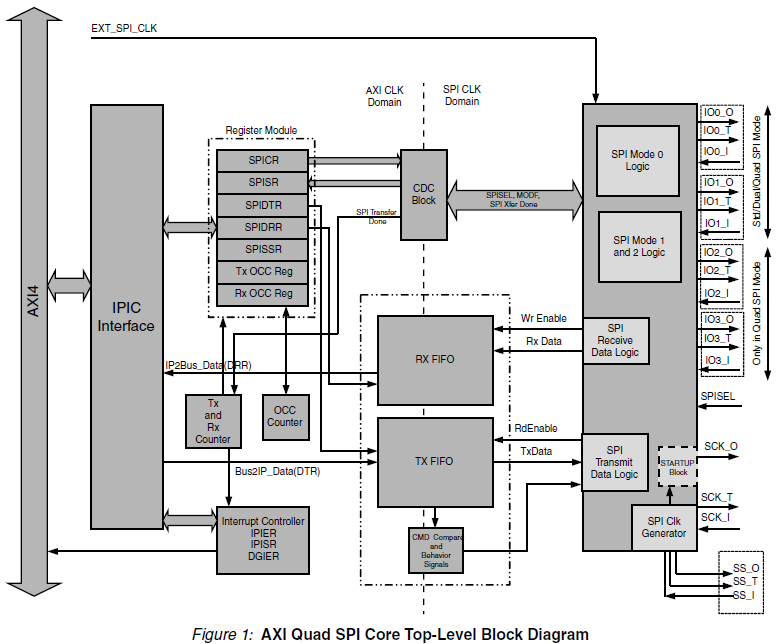 EXT_SPI_CLK
AXI CLK
Domain
SPI CLK
Domain
AXI4
IPIC
Interface
Register Module
SPICR
SPISR
SPIDTR
SPIDRR
SPISSR
Tx OCC Reg
Rx OCC Reg
SPI Transfer
Done
CDC
Block
SPISEL, MODF,
SPI Xfer Done
SPI Mode 0
Logic
SPI Mode 1
and 2 Logic
IO0_O
IO0_T
IO0_I
IO1_O
IO1_T
IO1_I
Std/Dual/Quad SPI Mode
IO2_O
IO2_T
IO2_I
IO3_O
IO3_T
IO3_I
Only in Quad SPI Mode
Wr Enable
Rx Data
SPI
Receive
Data Logic
RX FIFO
IP2Bus_Data(DRR)
Tx
and
Rx
Counter
OCC
Counter
SPISEL
RdEnable
TxData
TX FIFO
SPI
Transmit
Data Logic
STARTUP
Block
SCK_O
Bus2IP_Data(DTR)
SCK_T
SCK_I
SPI Clk
Generator
Interrupt Controller
IPIER
IPISR
DGIER
CMD Compare
and
Behavior
Signals
SS_O
SS_T
SS_I
Figure 1: AXI Quad SPI Core Top-Level Block Diagram